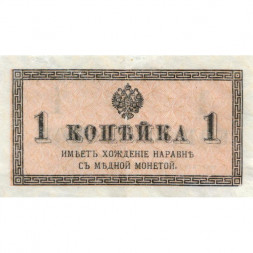 1 КОПѢЙКА 1
ИМѢЕТЪ ХОЖДЕНІЕ НАРАВНѢ
СЪ МѢДНОЙ МОНЕТОЙ.